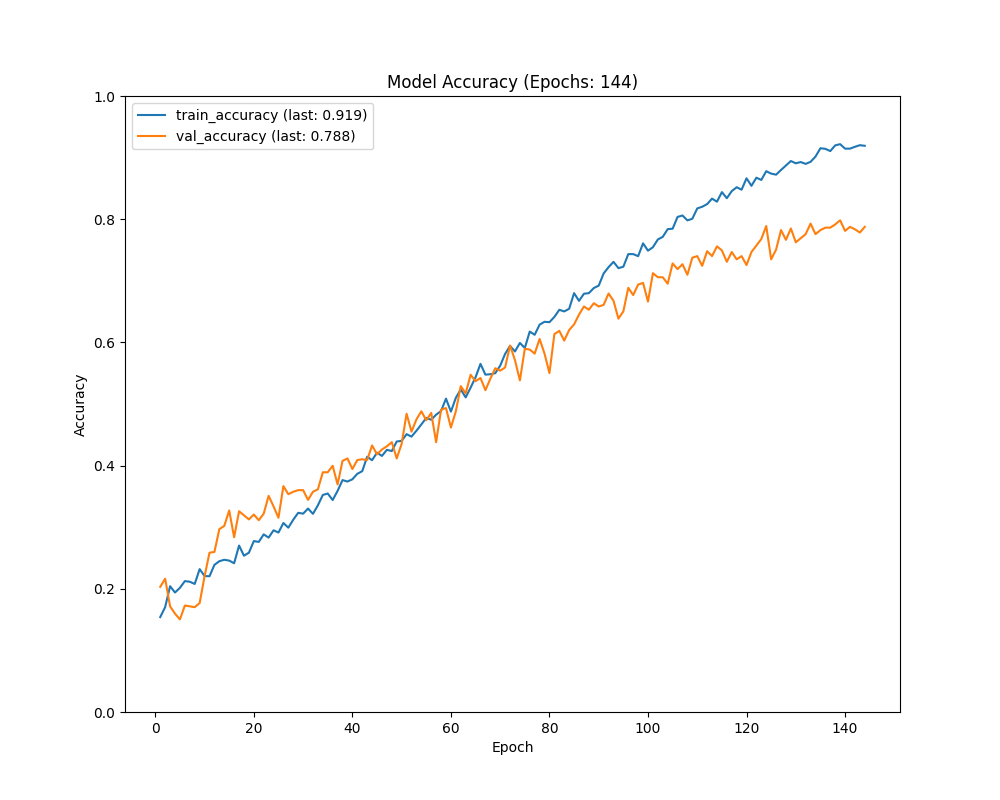 Model Accuracy (Epochs: 144)
train_accuracy (last: 0.919)
val_accuracy (last: 0.788)
1.0
0.8
0.6
0.4
0.2
0.0
Accuracy
0 20 40 60 80 100 120 140
Epoch